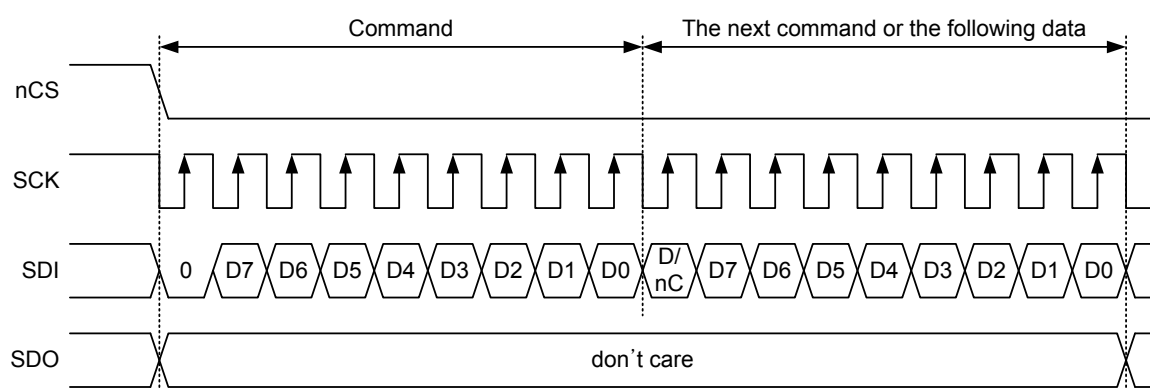 Command The next command or the following data
nCS
SCK
SDI 0 D7 D6 D5 D4 D3 D2 D1 D0 D/ nC D7 D6 D5 D4 D3 D2 D1 D0
SDO don't care